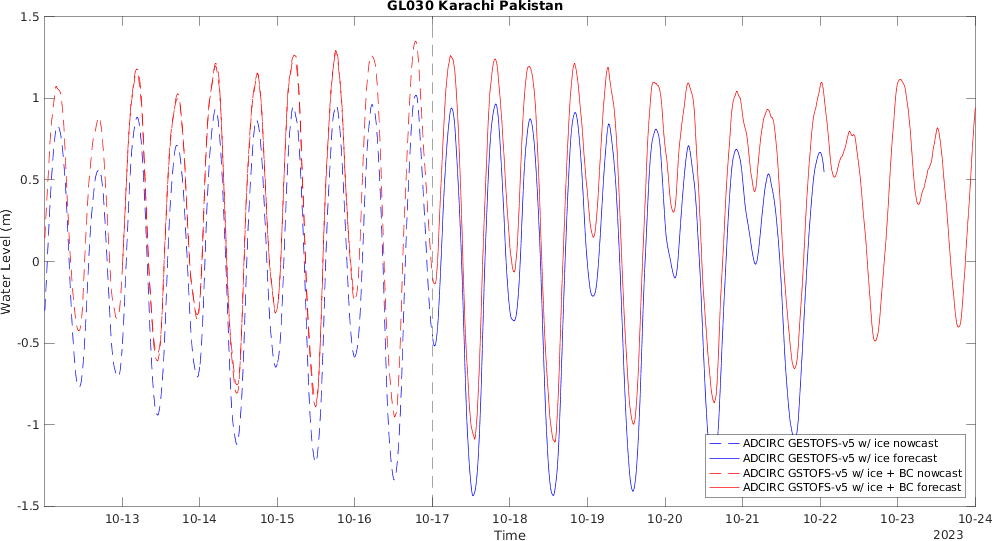 GL030 Karachi Pakistan
1.5
1
0.5
0
-0.5
-1
-1.5
Water Level (m)
ADCIRC GESTOFS-v5 w/ ice nowcast
ADCIRC GESTOFS-v5 w/ ice forecast
ADCIRC GSTOFS-v5 w/ ice + BC nowcast
ADCIRC GSTOFS-v5 w/ ice + BC forecast
10-13 10-14 10-15 10-16 10-17 10-18 10-19 10-20 10-21 10-22 10-23 10-24
Time
2023